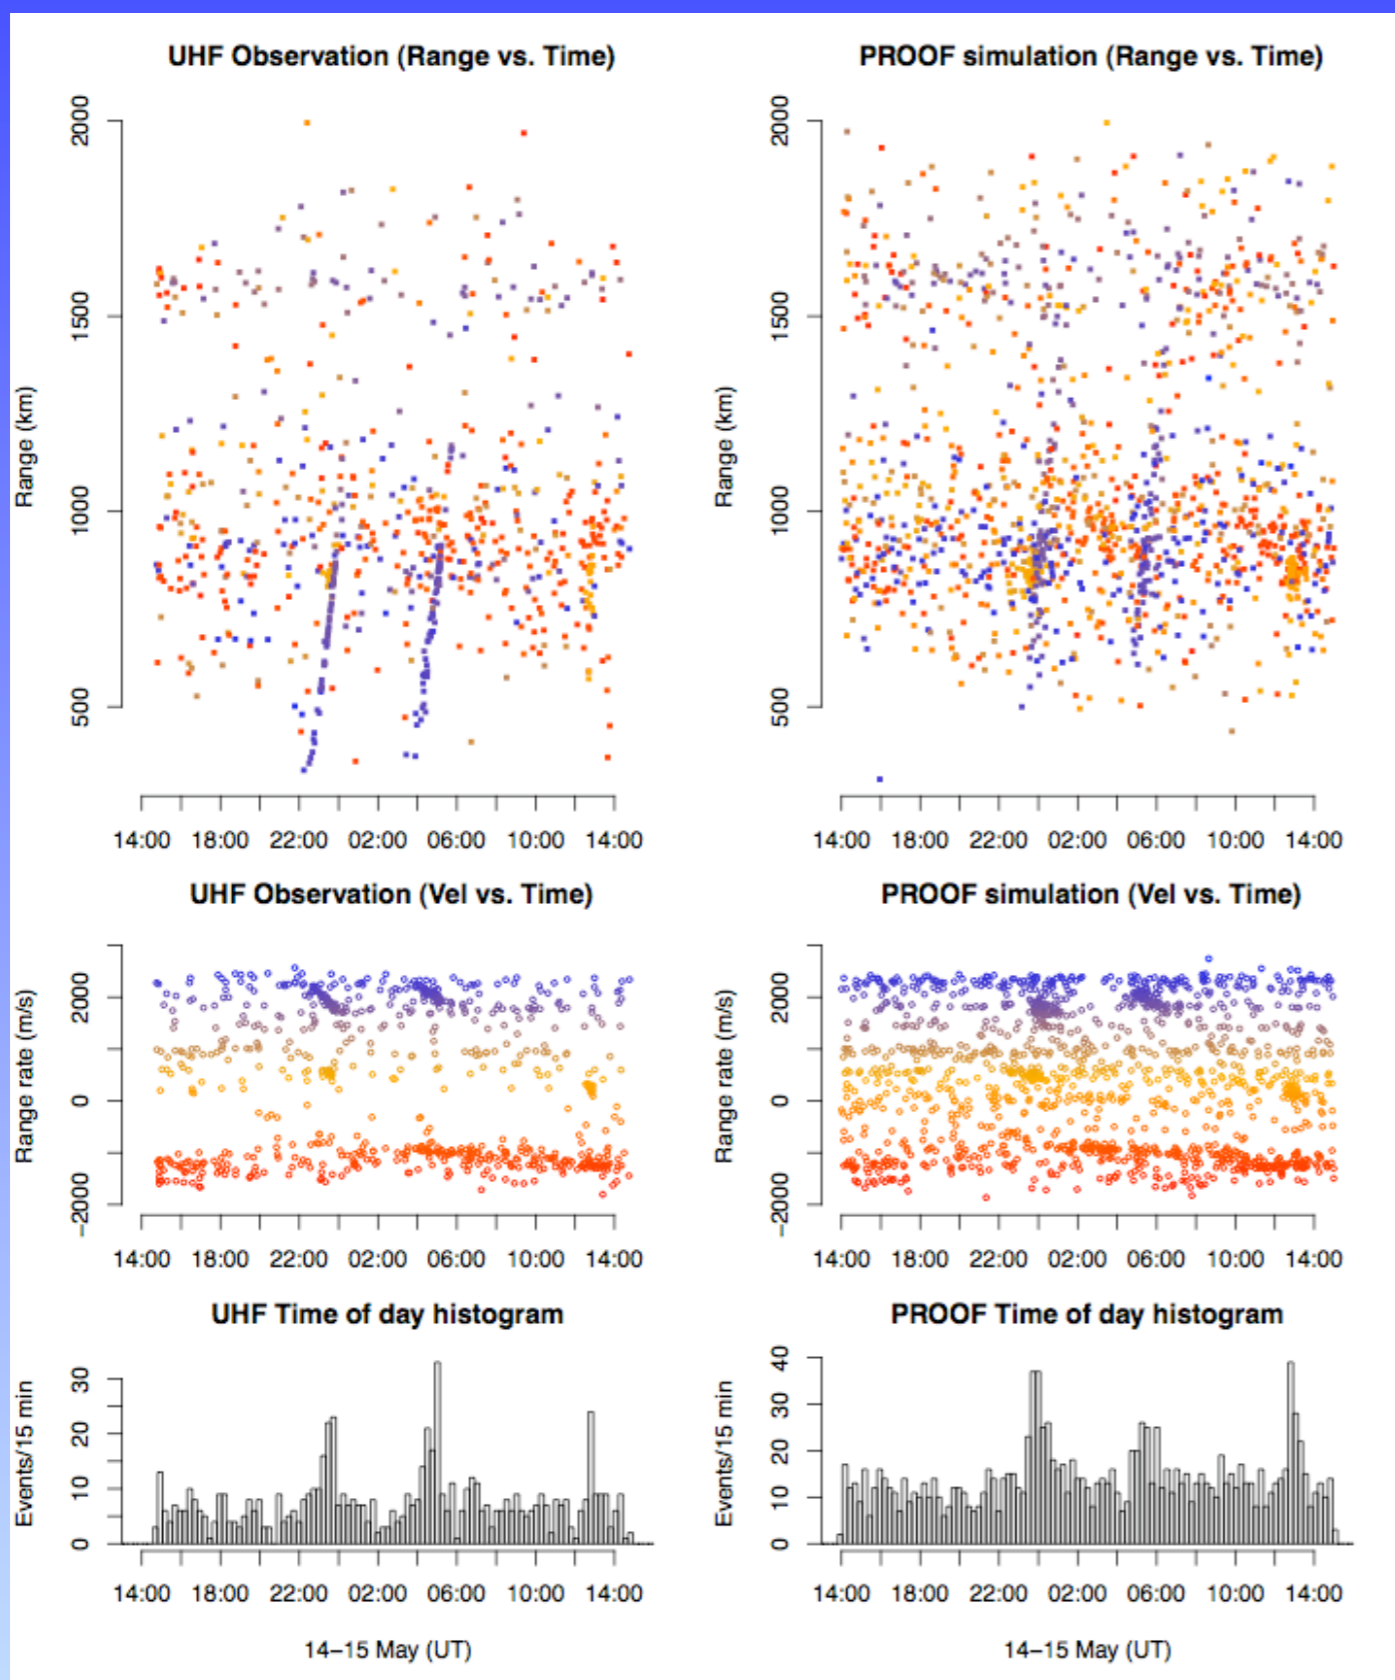 UHF Observation (Range vs. Time)
PROOF simulation (Range vs. Time)
Range (km)
2000
1500
1000
500
14:00 18:00 22:00 02:00 06:00 10:00 14:00
Range (km)
2000
1500
1000
500
14:00 18:00 22:00 02:00 06:00 10:00 14:00
UHF Observation (Vel vs. Time)
PROOF simulation (Vel vs. Time)
Range rate (m/s)
2000
0
−2000
14:00 18:00 22:00 02:00 06:00 10:00 14:00
Range rate (m/s)
2000
0
−2000
14:00 18:00 22:00 02:00 06:00 10:00 14:00
UHF Time of day histogram
PROOF Time of day histogram
Events/15 min
30
20
10
0
14:00 18:00 22:00 02:00 06:00 10:00 14:00
14−15 May (UT)
Events/15 min
40
30
20
10
0
14:00 18:00 22:00 02:00 06:00 10:00 14:00
14−15 May (UT)